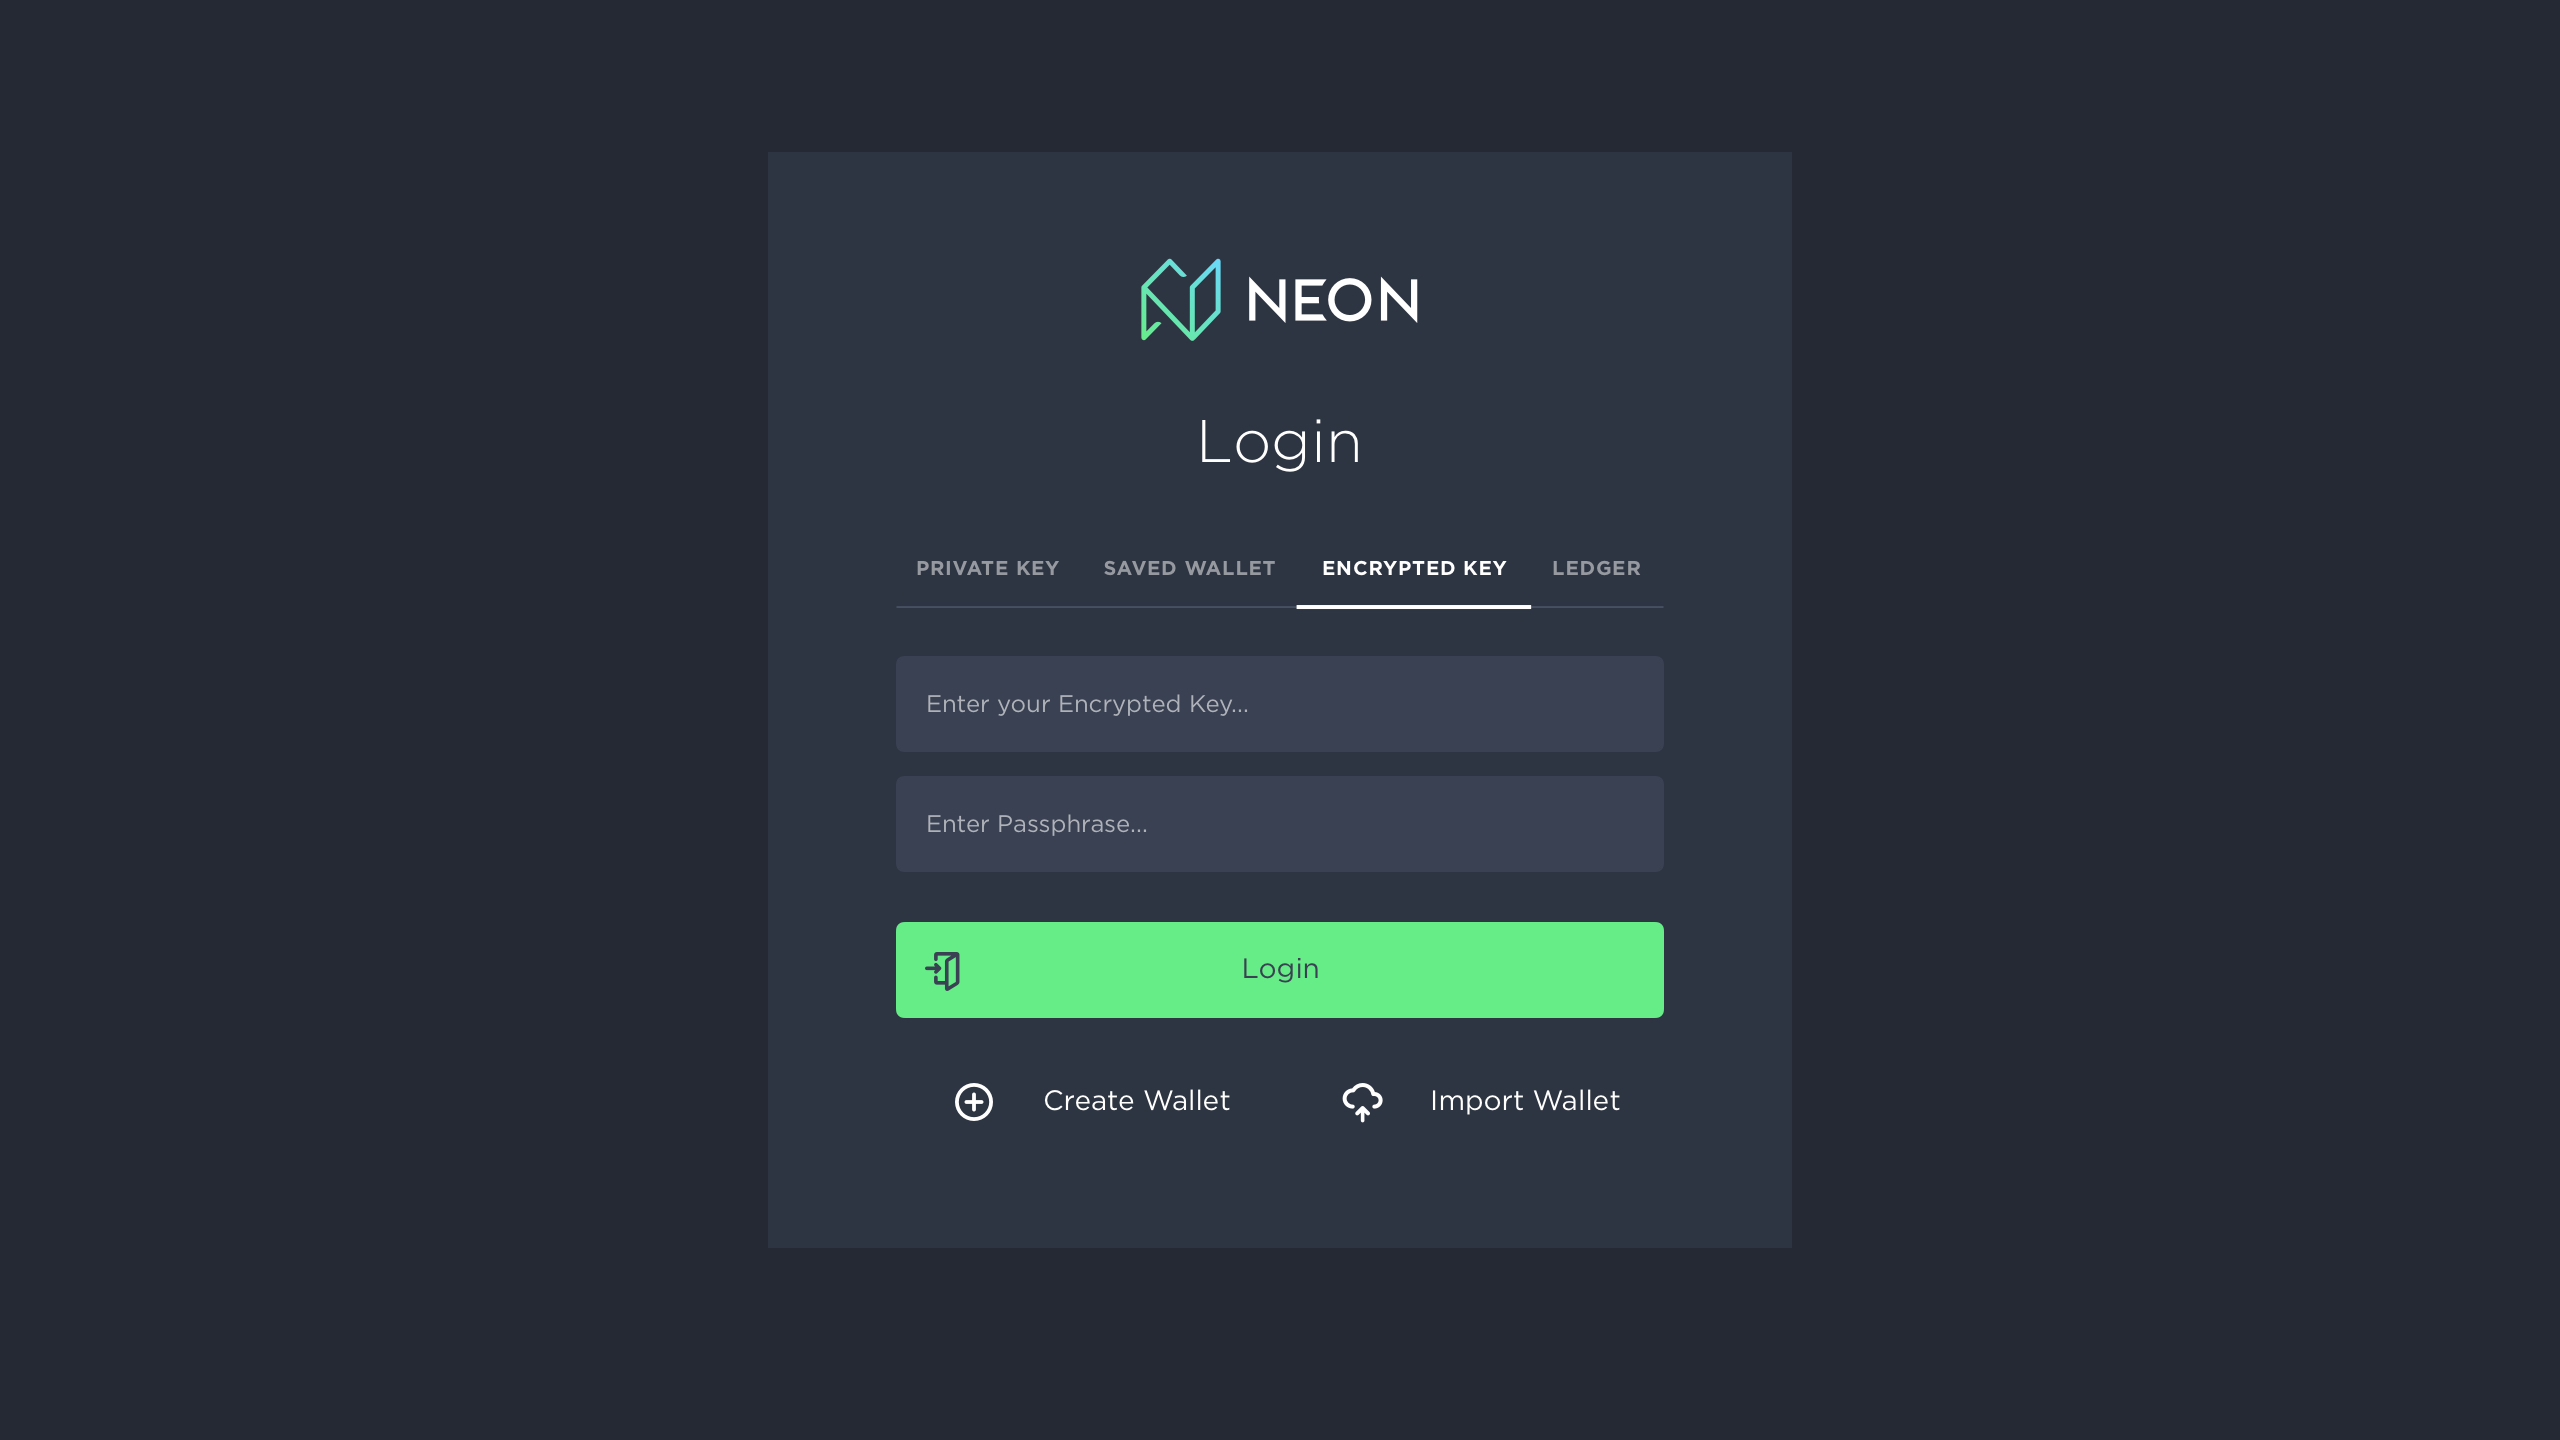 NEON
Login
PRIVATE KEY SAVED WALLET ENCRYPTED KEY LEDGER
Enter your Encrypted Key...
Enter Passphrase...
Login
Create Wallet Import Wallet